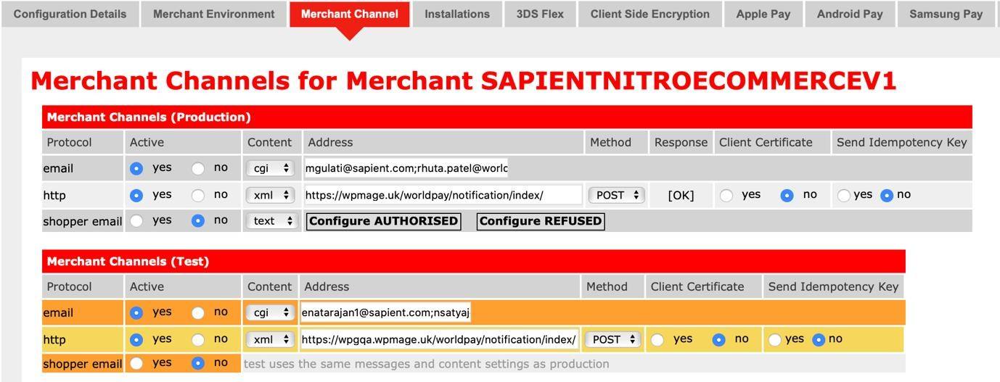 Configuration Details Merchant Environment Merchant Channel Installations 3DS Flex Client Side Encryption Apple Pay Android Pay Samsung Pay
Merchant Channels for Merchant SAPIENTNITROECOMMERCEV1
Merchant Channels (Production)
Protocol Active Content Address Method Response Client Certificate Send Idempotency Key
email yes no cgi mgulati@sapient.com;rhuta.patel@worlc
http yes no xml https://wpmage.uk/worldpay/notification/index/ POST [OK] yes no yes no
shopper email yes no text Configure AUTHORISED Configure REFUSED
Merchant Channels (Test)
Protocol Active Content Address Method Client Certificate Send Idempotency Key
email yes no cgi enatarajan1@sapient.com;nsatyaj
http yes no xml https://wpgqa.wpmage.uk/worldpay/notification/index/ POST yes no yes no
shopper email yes no test uses the same messages and content settings as production